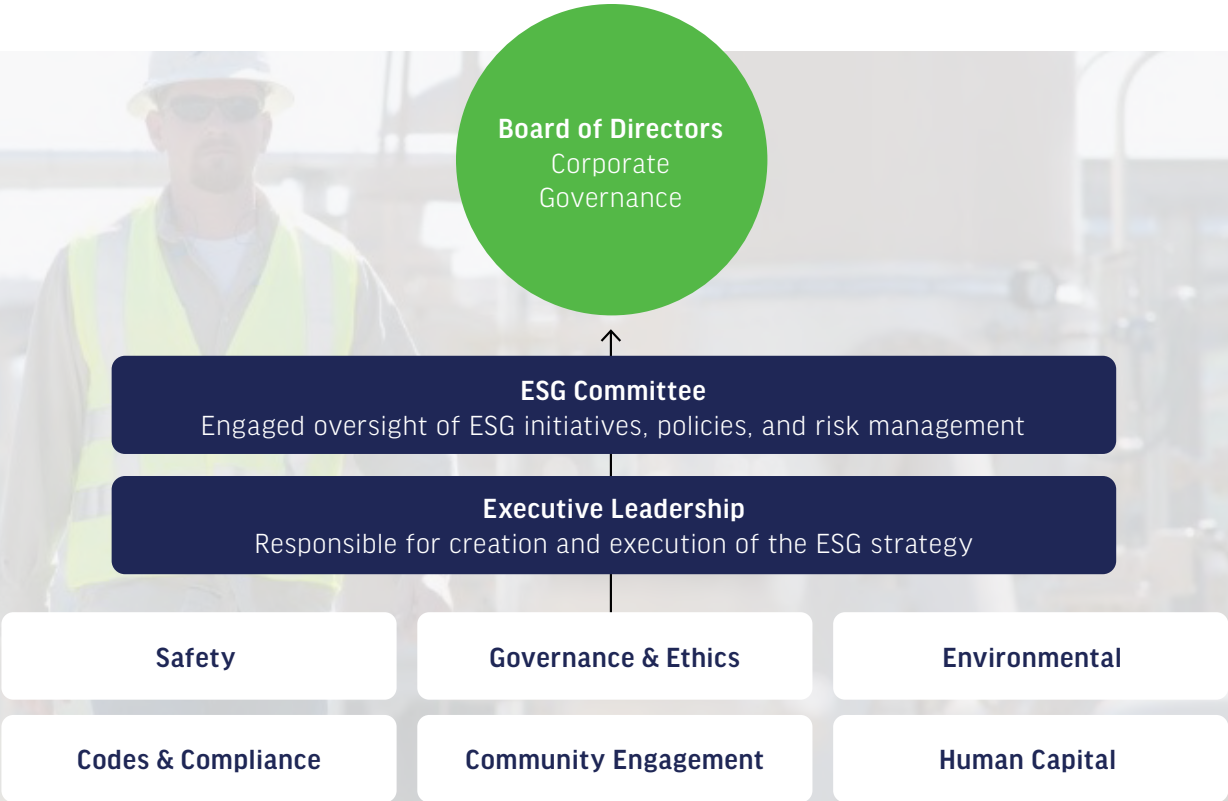 Board of Directors
Corporate
Governance
ESG Committee
Engaged oversight of ESG initiatives, policies, and risk management
Executive Leadership
Responsible for creation and execution of the ESG strategy
Safety
Governance & Ethics
Environmental
Codes & Compliance
Community Engagement
Human Capital